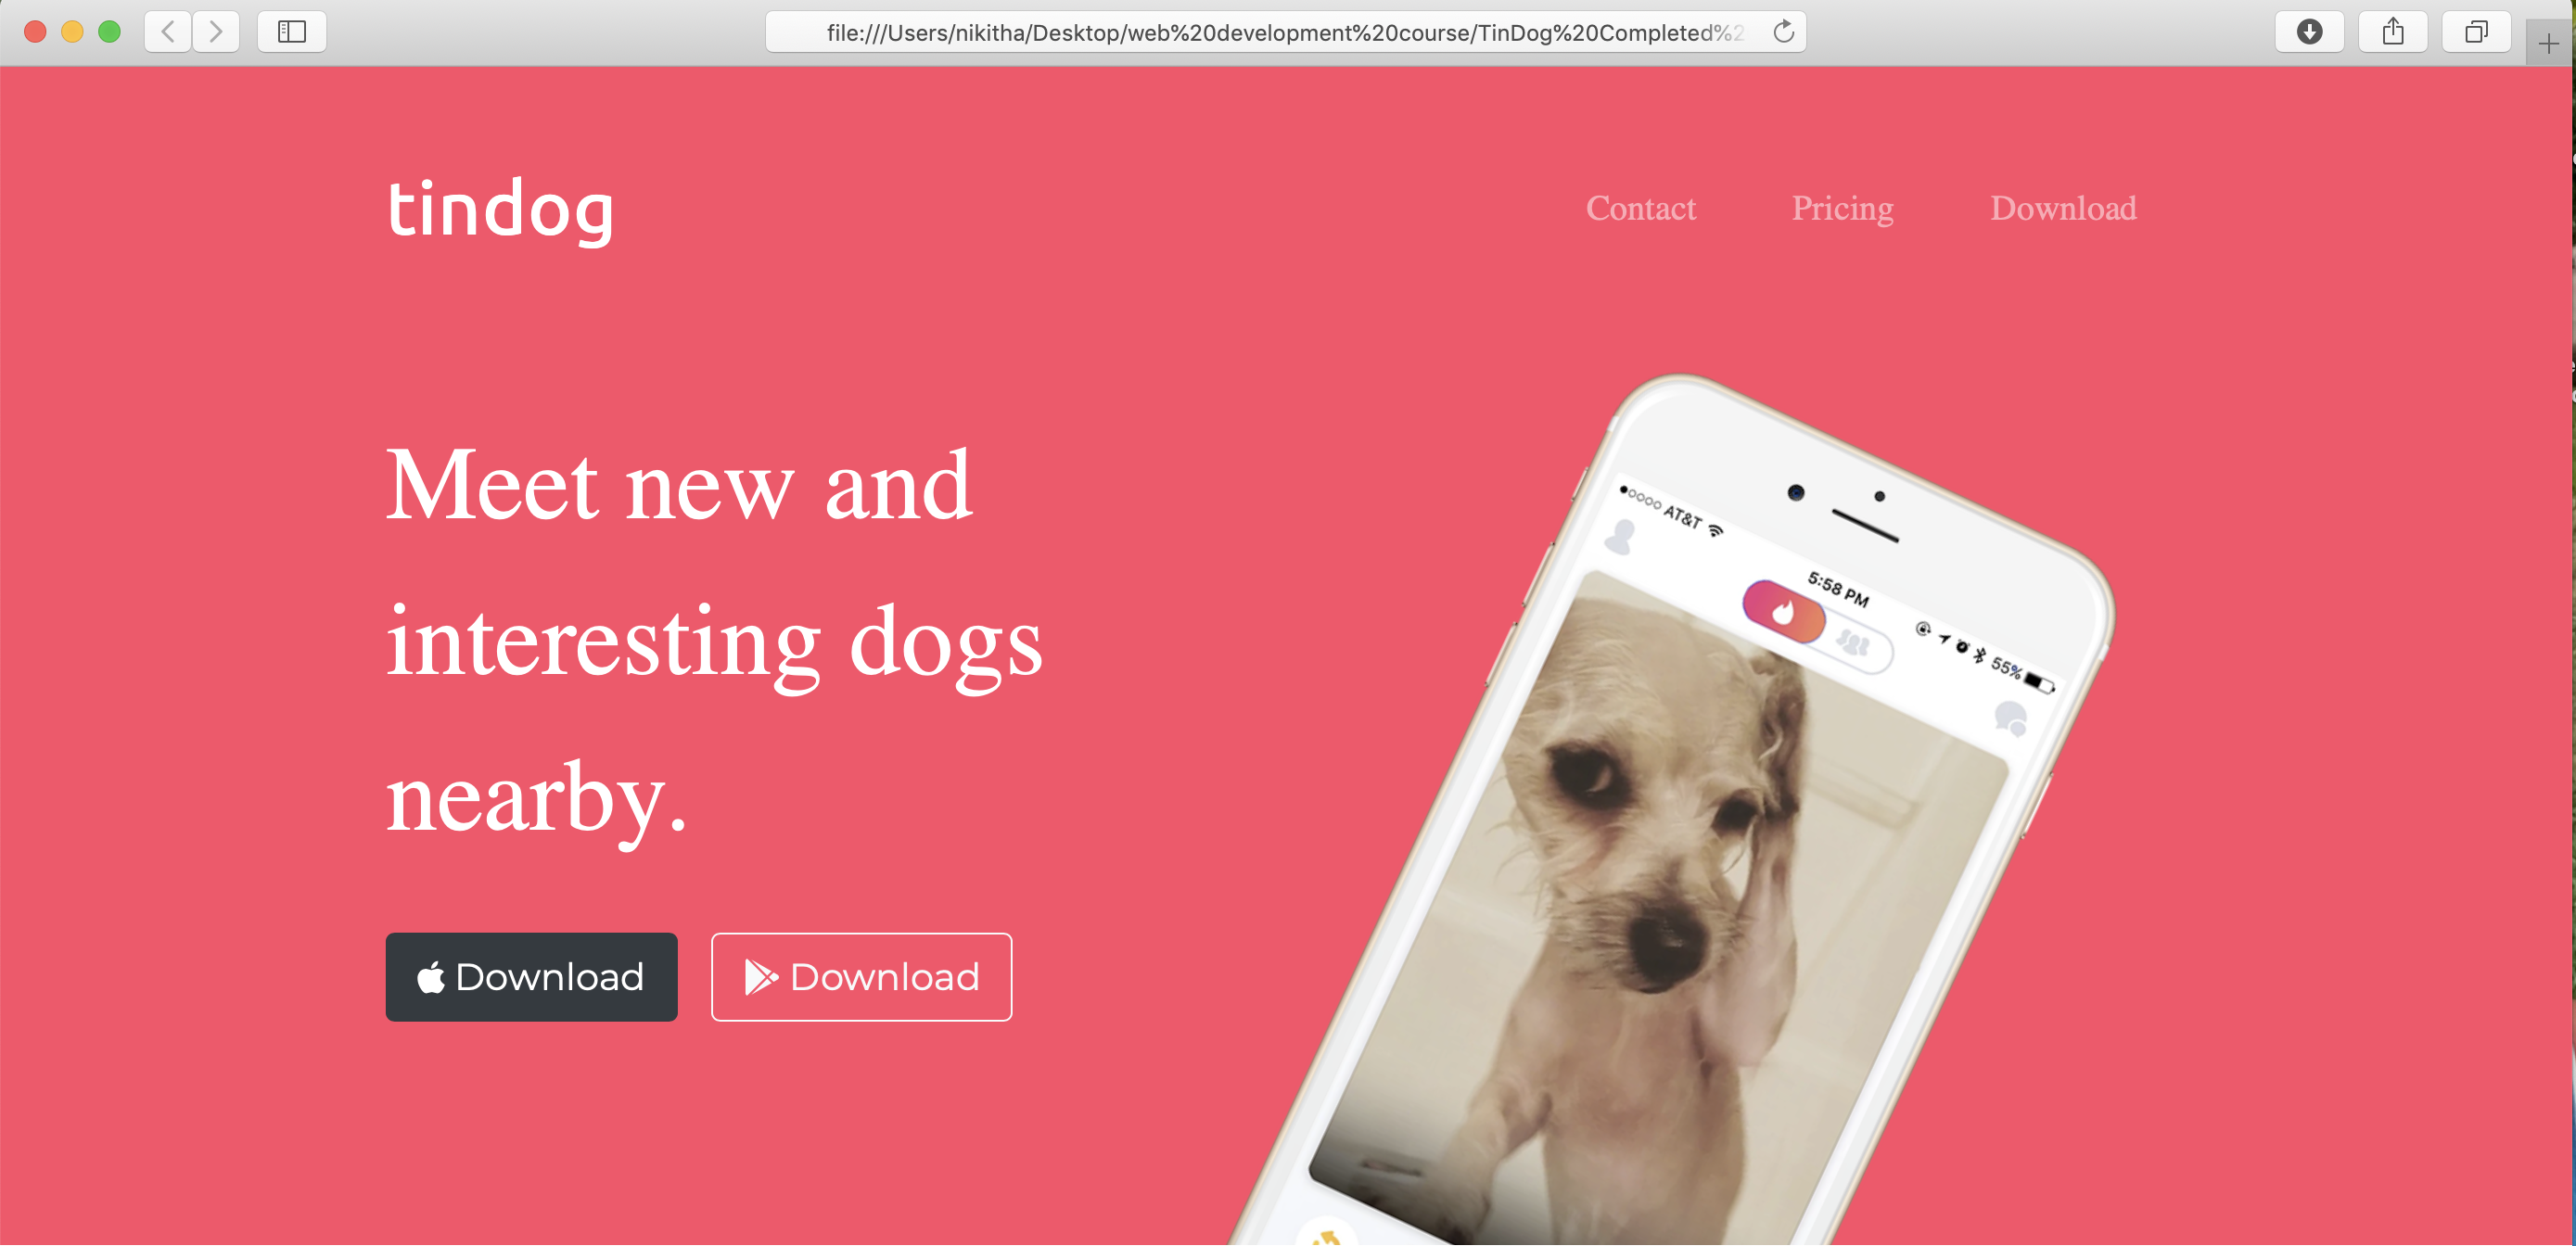 file:///Users/nikitha/Desktop/web%20development%20course/TinDog%20Completed%2
tindog
Contact Pricing Download
Meet new and
interesting dogs
nearby.
Download Download
AT&T
5:58 PM
55%